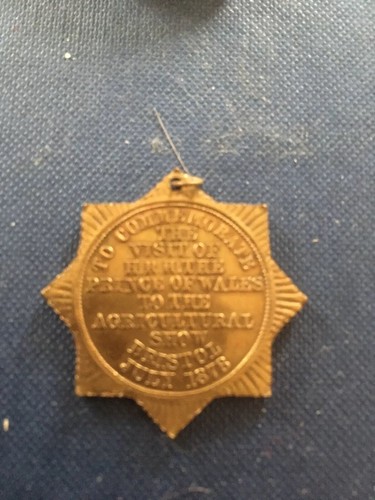 TO COMMEMORATE
THE
VISIT OF
H.R.H. THE
PRINCE OF WALES
TO THE
AGRICULTURAL
SHOW
BRISTOL
JULY 1878